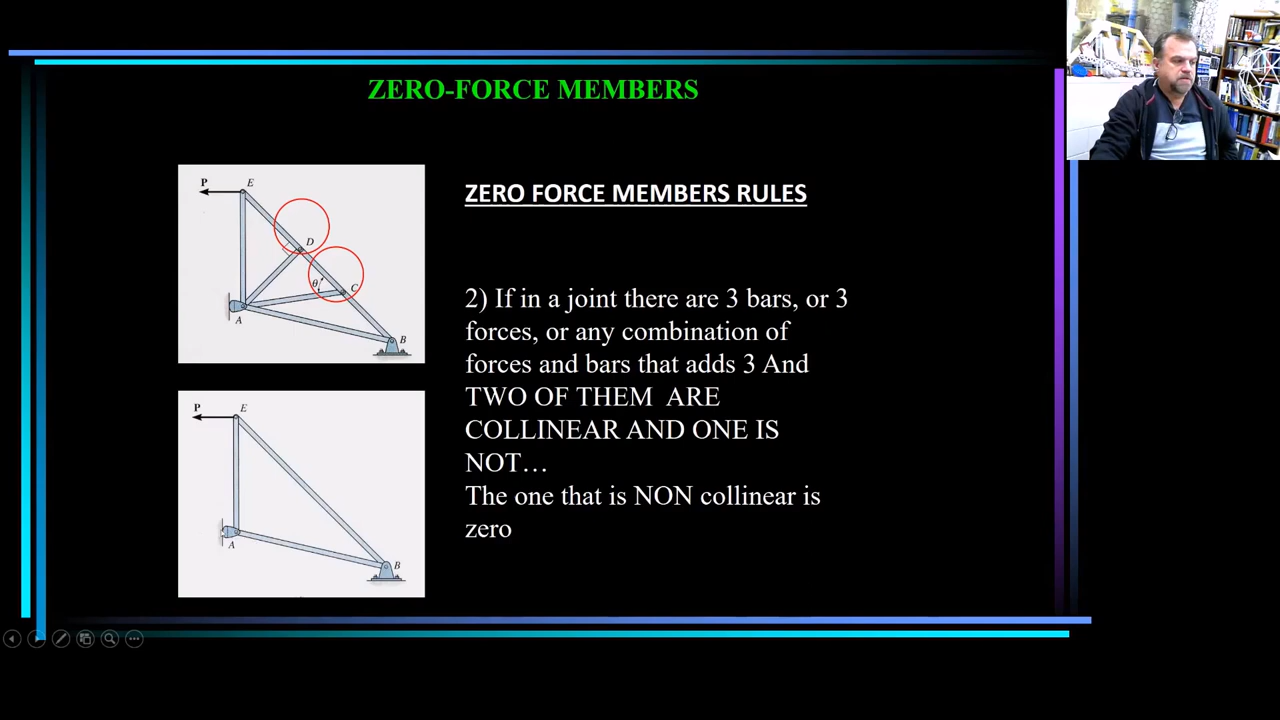 ZERO-FORCE MEMBERS
P
E
D
θ
C
A
B
ZERO FORCE MEMBERS RULES
2) If in a joint there are 3 bars, or 3
forces, or any combination of
forces and bars that adds 3 And
TWO OF THEM ARE
COLLINEAR AND ONE IS
NOT…
The one that is NON collinear is
zero
P
E
A
B